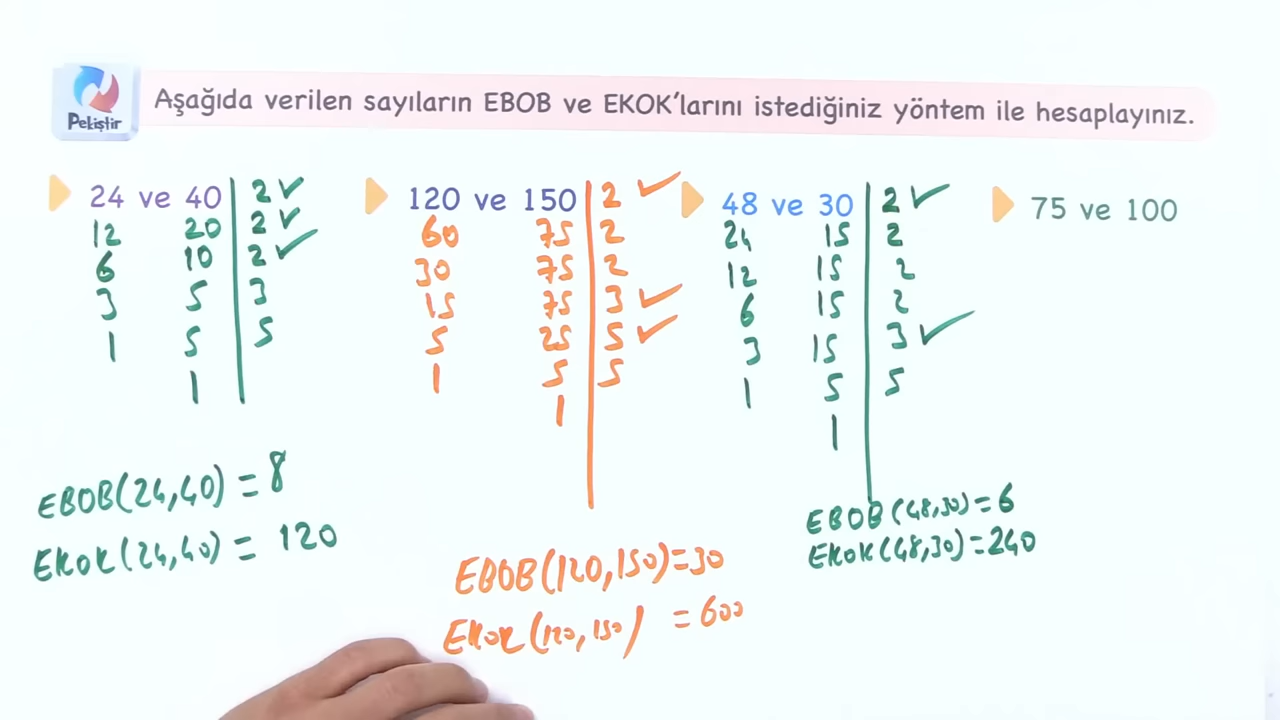 Pekiştir
Aşağıda verilen sayıların EBOB ve EKOK'larını istediğiniz yöntem ile hesaplayınız.
24 ve 40 2
12 20 2
6 10 2
3 5 3
1 5 5
1
EBOB(24,40) = 8
EKOK(24,40) = 120
120 ve 150 2
60 75 2
30 75 2
15 75 3
5 25 5
1 5 5
1
EBOB(120,150)=30
EKOK(120,150) = 600
48 ve 30 2
24 15 2
12 15 2
6 15 2
3 15 3
1 5 5
1
EBOB(48,30)=6
EKOK(48,30)=240
75 ve 100